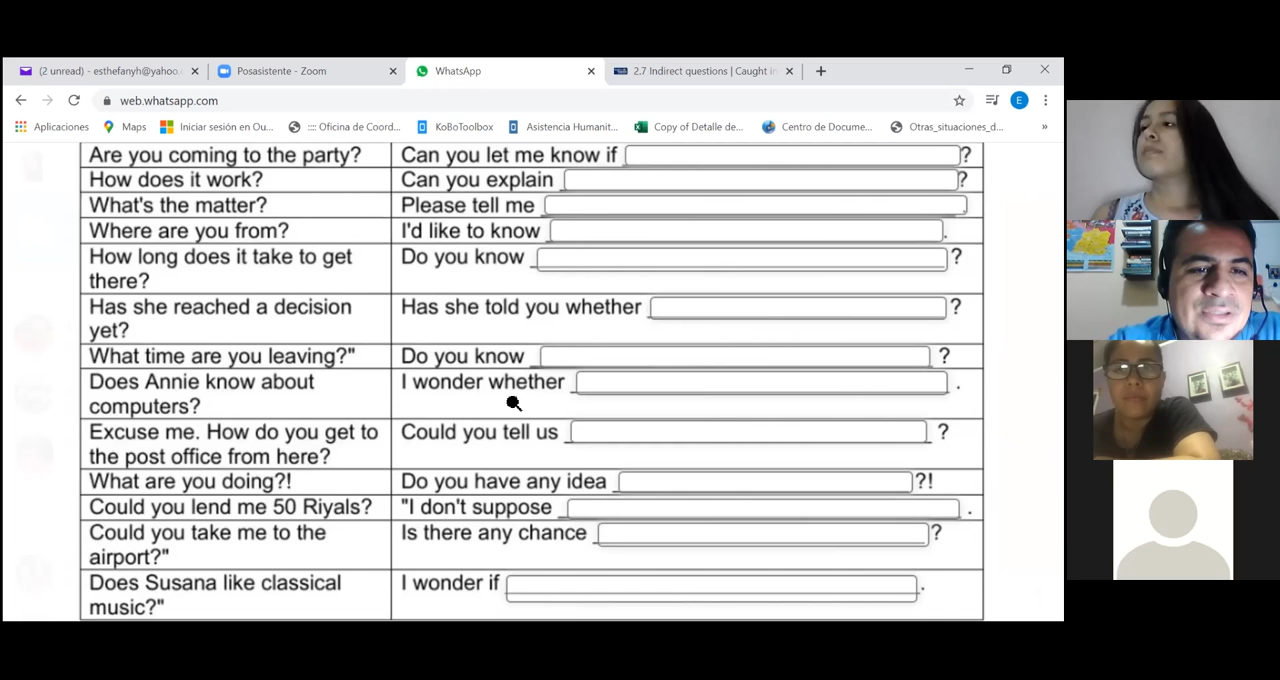 (2 unread) - esthefanyh@yahoo.
Posasistente - Zoom
WhatsApp
2.7 Indirect questions | Caught in
web.whatsapp.com
E
Aplicaciones
Maps
Iniciar sesión en Ou...
:::: Oficina de Coord...
KoBoToolbox
Asistencia Humanit...
Copy of Detalle de...
Centro de Docume...
Otras_situaciones_d...
»
Are you coming to the party? Can you let me know if ?
How does it work? Can you explain ?
What's the matter? Please tell me .
Where are you from? I'd like to know .
How long does it take to get Do you know ?
there?
Has she reached a decision Has she told you whether ?
yet?
What time are you leaving?" Do you know ?
Does Annie know about I wonder whether .
computers?
Excuse me. How do you get to Could you tell us ?
the post office from here?
What are you doing?! Do you have any idea ?!
Could you lend me 50 Riyals? "I don't suppose .
Could you take me to the Is there any chance ?
airport?"
Does Susana like classical I wonder if .
music?"